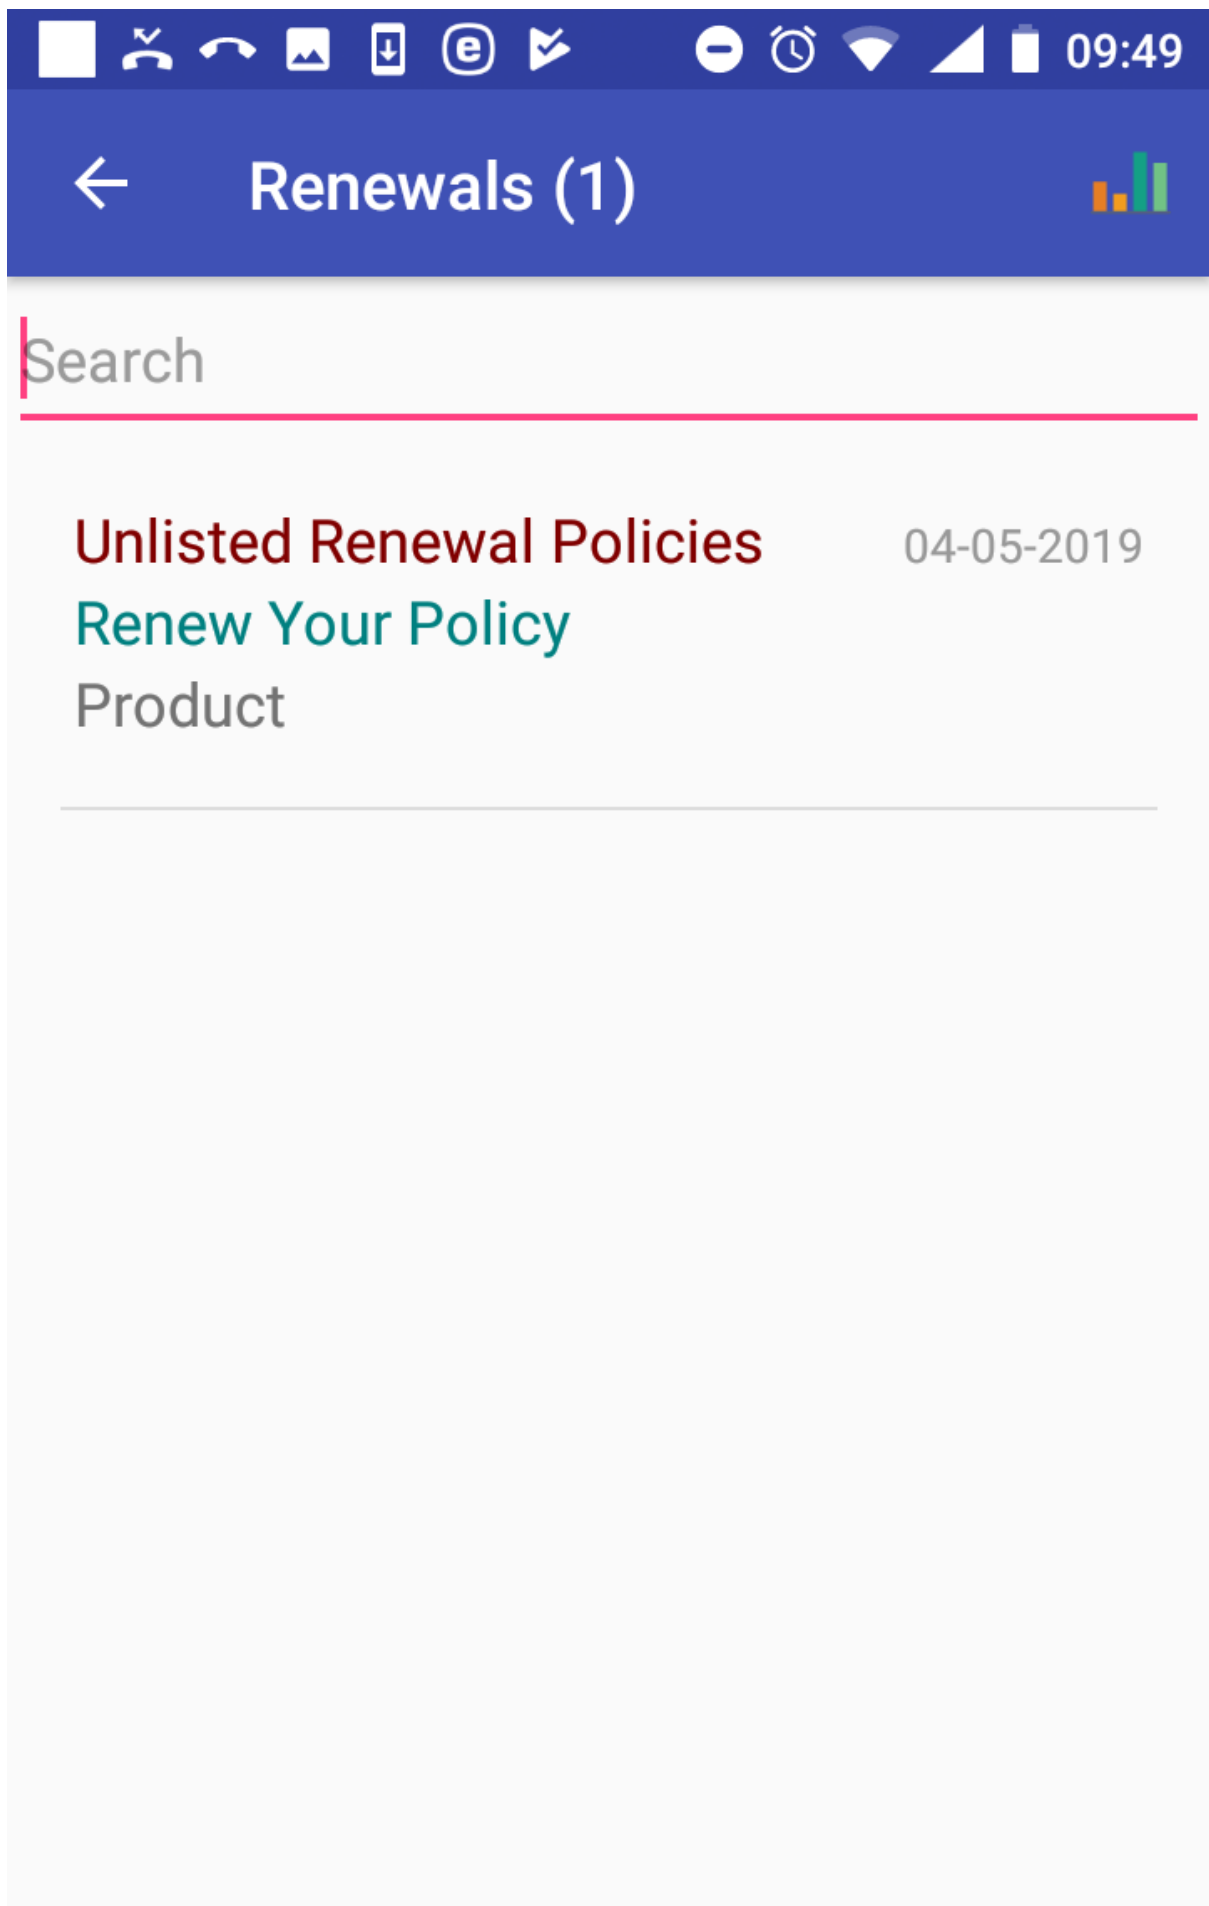 09:49
Renewals (1)
Search
Unlisted Renewal Policies 04-05-2019
Renew Your Policy
Product